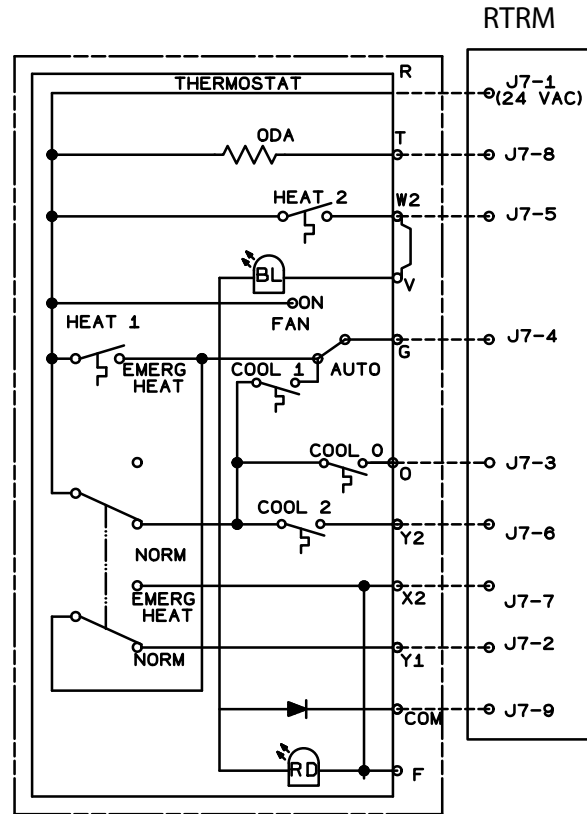 RTRM
THERMOSTAT
R
J7-1
(24 VAC)
ODA
T
J7-8
HEAT 2
W2
J7-5
BL
V
ON
FAN
HEAT 1
J7-4
G
EMERG
HEAT
COOL 1
AUTO
COOL O
J7-3
O
COOL 2
J7-6
Y2
NORM
EMERG
HEAT
X2
J7-7
NORM
Y1
J7-2
COM
J7-9
RD
F